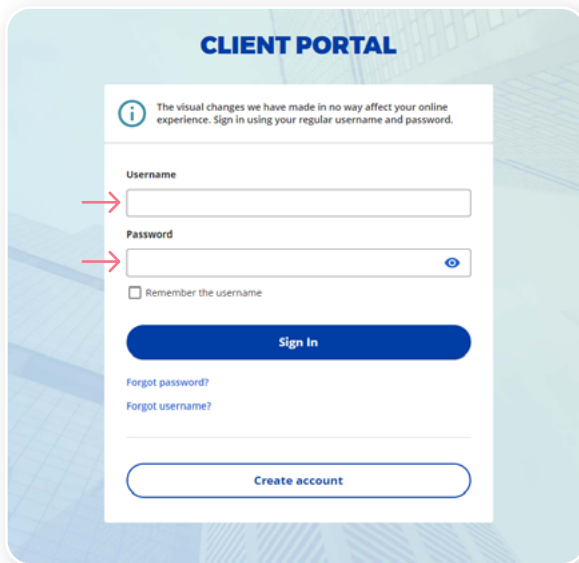 CLIENT PORTAL
The visual changes we have made in no way affect your online
experience. Sign in using your regular username and password.
Username
Password
Remember the username
Sign In
Forgot password?
Forgot username?
Create account